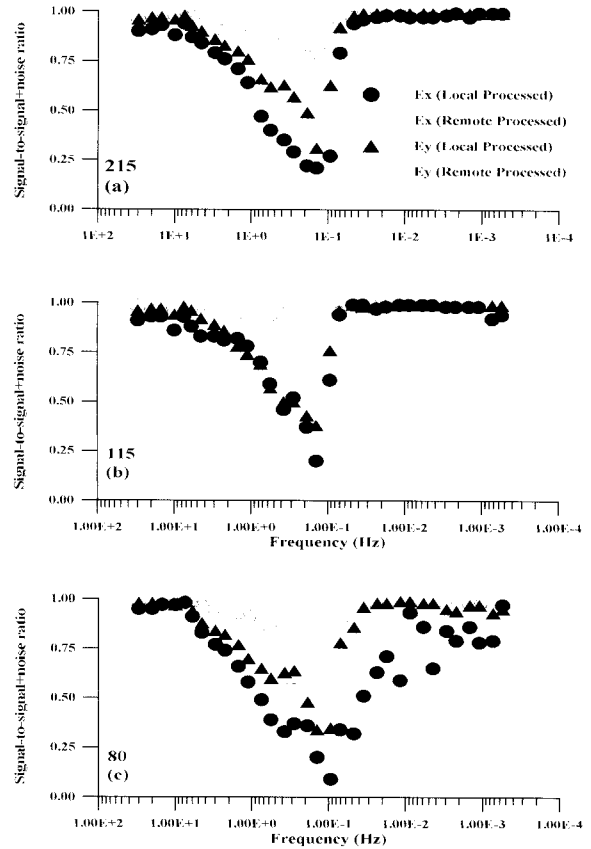 Signal-to-signal+noise ratio
1.00
0.75
0.50
0.25
0.00
215
(a)
Ex (Local Processed)
Ex (Remote Processed)
Ey (Local Processed)
Ey (Remote Processed)
1E+2 1E+1 1E+0 1E-1 1E-2 1E-3 1E-4
Signal-to-signal+noise ratio
1.00
0.75
0.50
0.25
0.00
115
(b)
1.00E+2 1.00E+1 1.00E+0 1.00E-1 1.00E-2 1.00E-3 1.00E-4
Frequency (Hz)
Signal-to-signal+noise ratio
1.00
0.75
0.50
0.25
0.00
80
(c)
1.00E+2 1.00E+1 1.00E+0 1.00E-1 1.00E-2 1.00E-3 1.00E-4
Frequency (Hz)